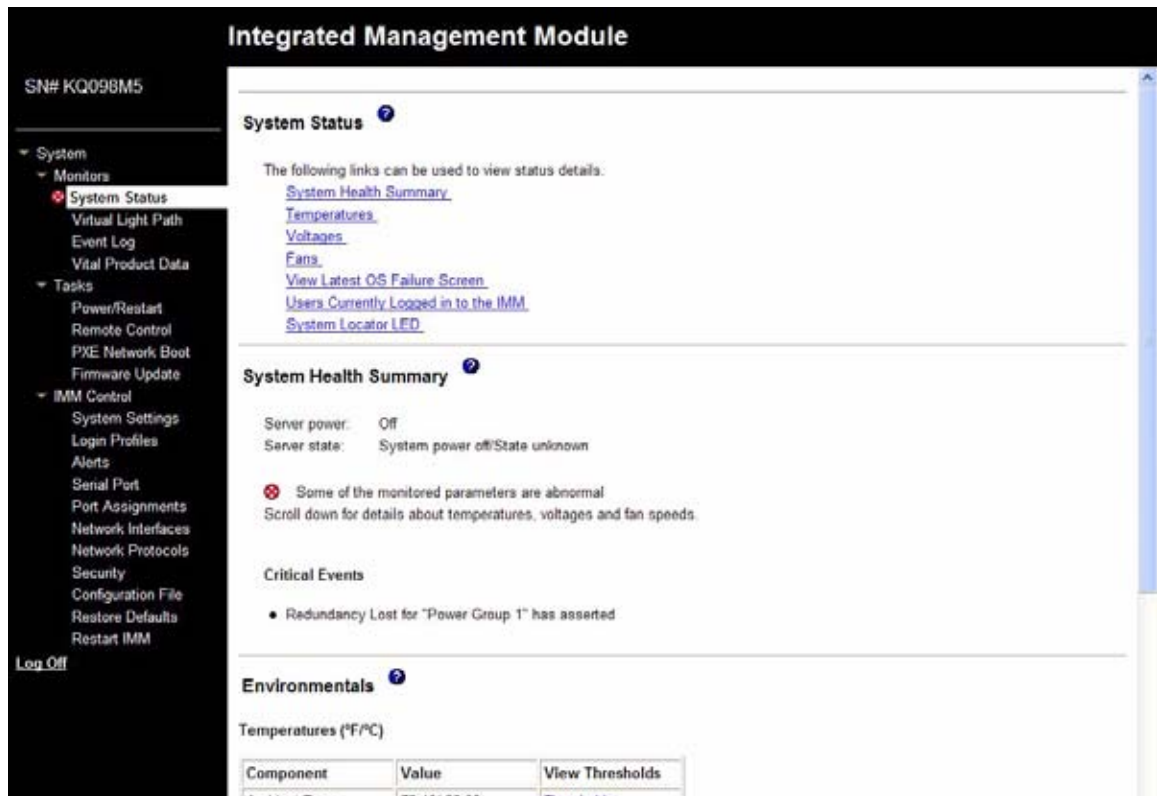 Integrated Management Module
SN# KQ098M5
System
Monitors
System Status
Virtual Light Path
Event Log
Vital Product Data
Tasks
Power/Restart
Remote Control
PXE Network Boot
Firmware Update
IMM Control
System Settings
Login Profiles
Alerts
Serial Port
Port Assignments
Network Interfaces
Network Protocols
Security
Configuration File
Restore Defaults
Restart IMM
Log Off
System Status ?
The following links can be used to view status details.
System Health Summary
Temperatures
Voltages
Fans
View Latest OS Failure Screen
Users Currently Logged in to the IMM
System Locator LED
System Health Summary ?
Server power: Off
Server state: System power off/State unknown
Some of the monitored parameters are abnormal
Scroll down for details about temperatures, voltages and fan speeds.
Critical Events
• Redundancy Lost for "Power Group 1" has asserted
Environmentals ?
Temperatures (ºF/ºC)
Component Value View Thresholds